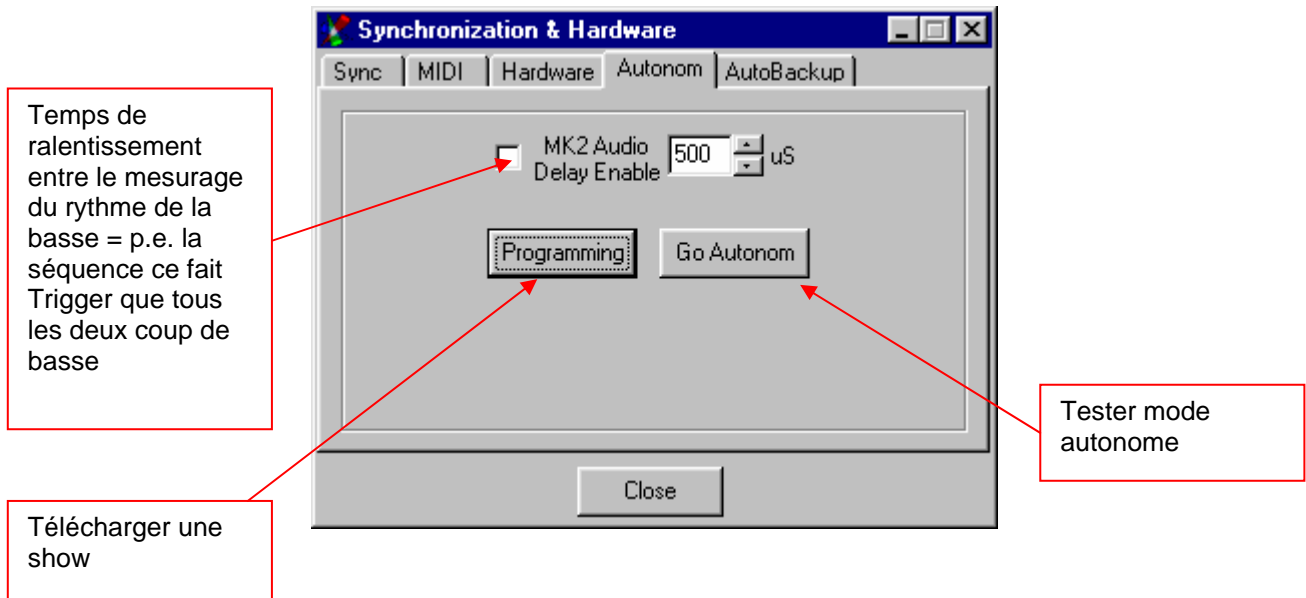 Synchronization & Hardware
Sync MIDI Hardware Autonom AutoBackup
MK2 Audio
Delay Enable
500 uS
Programming Go Autonom
Close
Temps de
ralentissement
entre le mesurage
du rythme de la
basse = p.e. la
séquence ce fait
Trigger que tous
les deux coup de
basse
Tester mode
autonome
Télécharger une
show